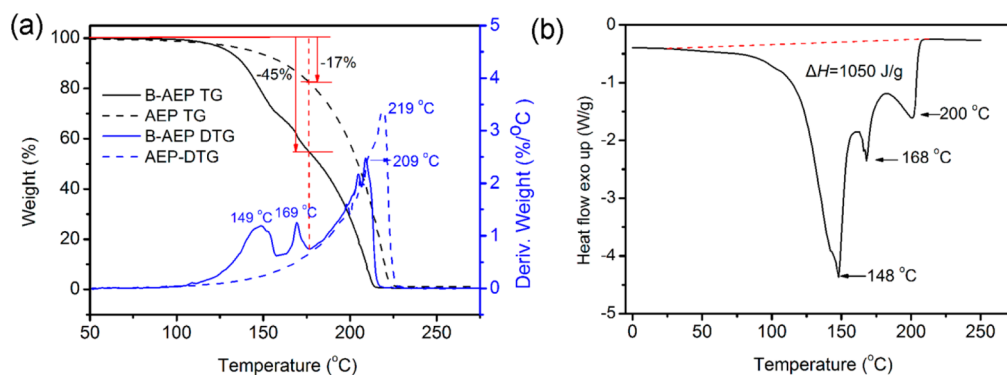 (a)
Weight (%)
100
80
60
40
20
0
-45%
-17%
B-AEP TG
AEP TG
B-AEP DTG
AEP-DTG
149 °C
169 °C
219 °C
209 °C
5
4
3
2
1
0
Deriv. Weight (%/°C)
50 100 150 200 250
Temperature (°C)
(b)
Heat flow exo up (W/g)
0
-1
-2
-3
-4
-5
ΔH=1050 J/g
200 °C
168 °C
148 °C
0 50 100 150 200 250
Temperature (°C)